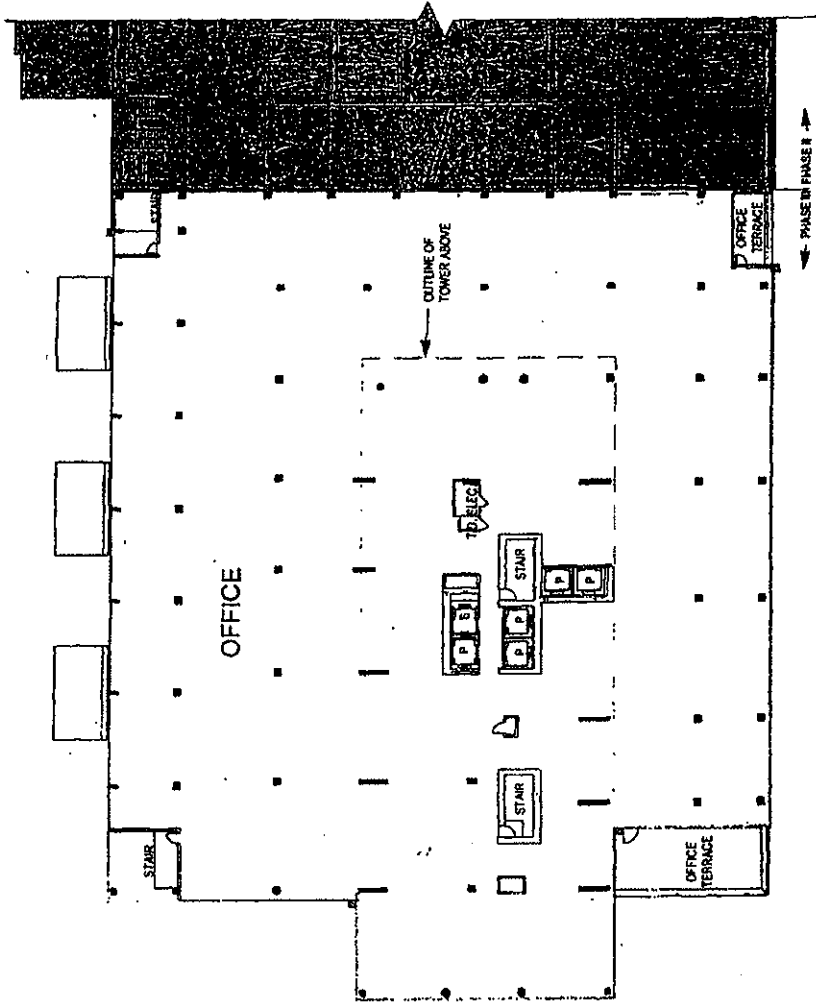 STAIR
OFFICE
TERRACE
PHASE III PHASE II
OUTLINE OF
TOWER ABOVE
T.D. ELEC.
OFFICE
STAIR
P
P
P
S
P
P
STAIR
STAIR
OFFICE
TERRACE